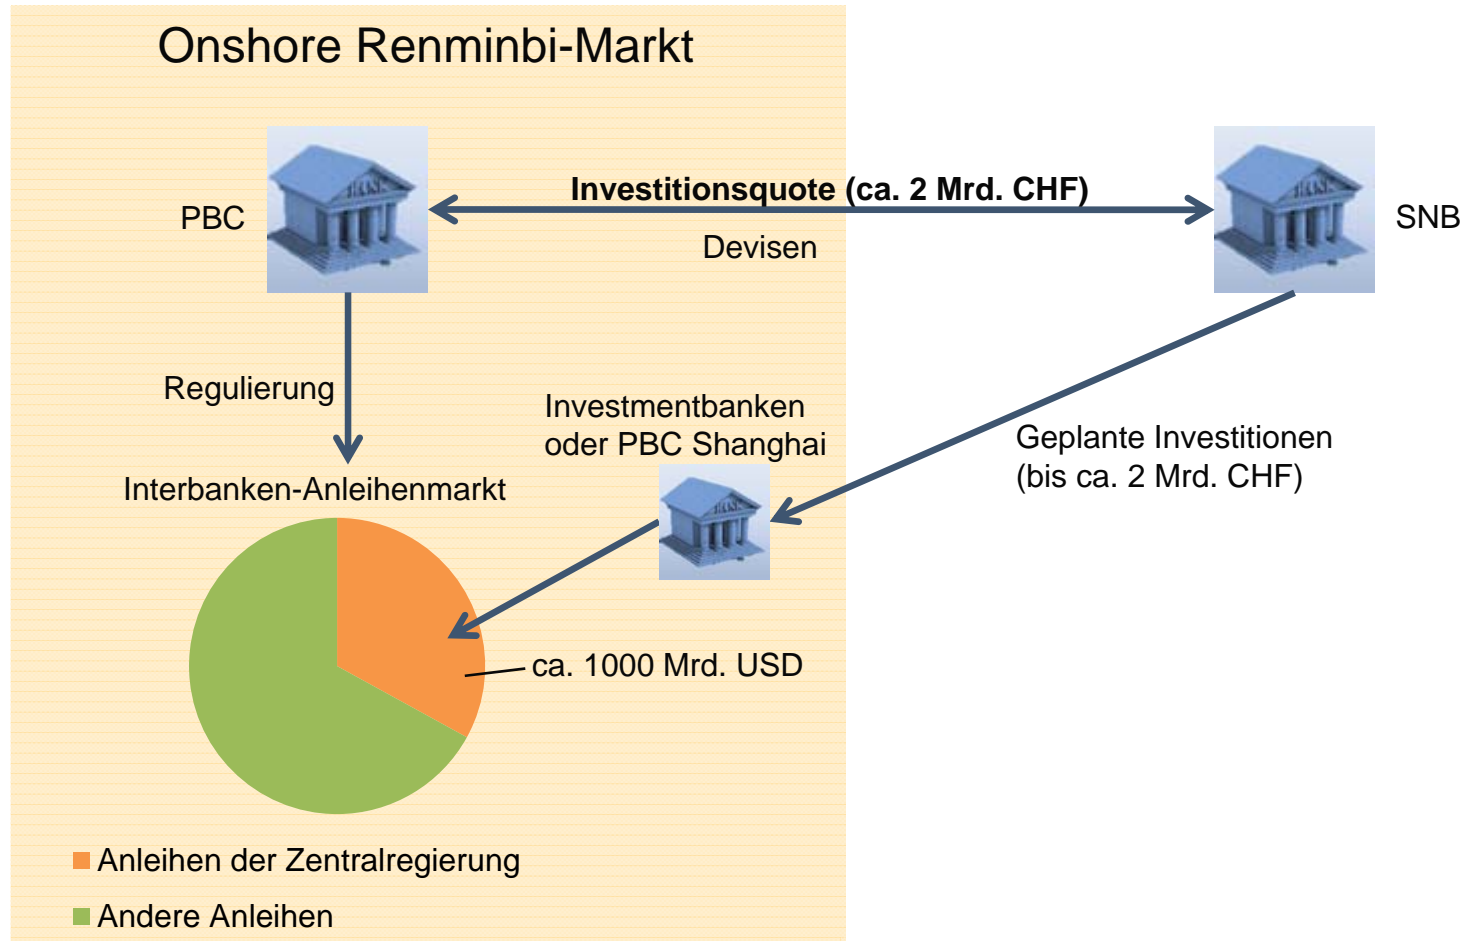 Onshore Renminbi-Markt
Investitionsquote (ca. 2 Mrd. CHF)
PBC
SNB
Devisen
Regulierung
Investmentbanken
oder PBC Shanghai
Geplante Investitionen
(bis ca. 2 Mrd. CHF)
Interbanken-Anleihenmarkt
ca. 1000 Mrd. USD
Anleihen der Zentralregierung
Andere Anleihen